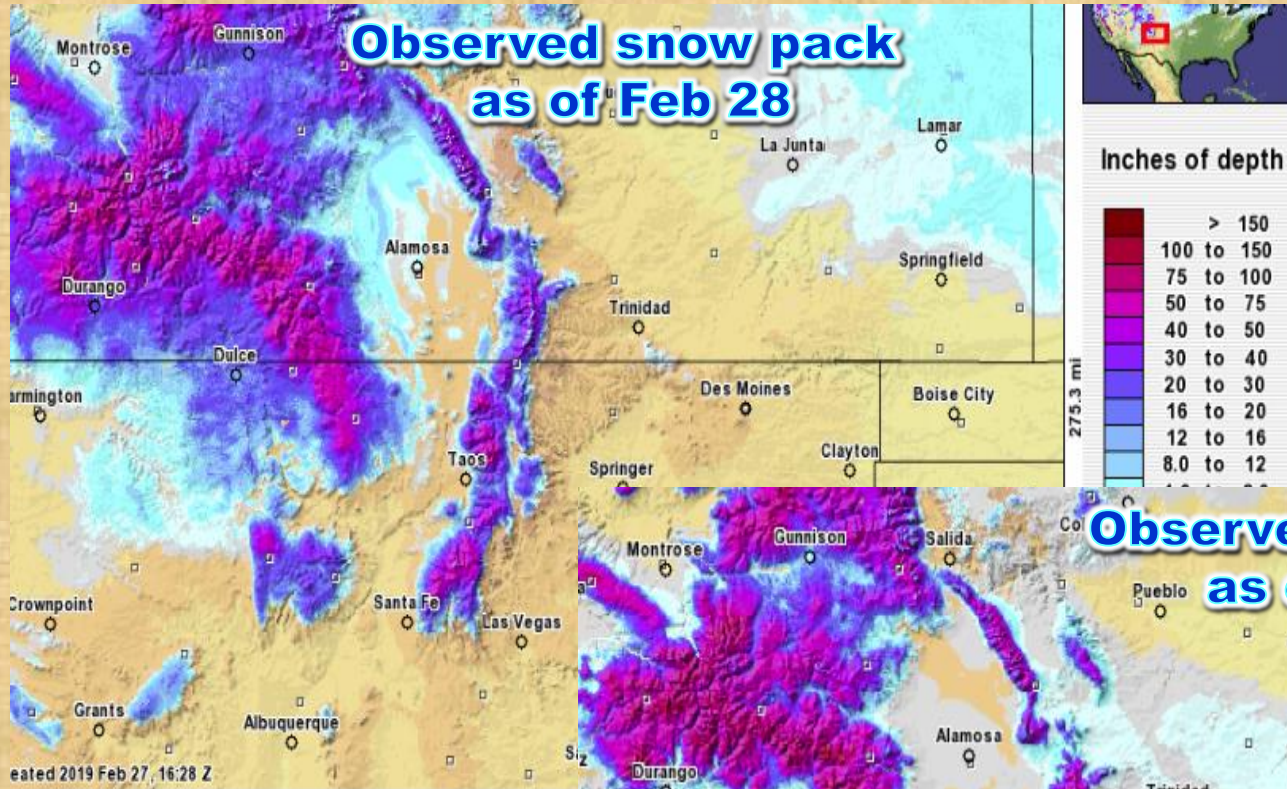 Observed snow pack
as of Feb 28
Montrose
Gunnison
La Junta
Lamar
Alamosa
Springfield
Durango
Trinidad
Dulce
armington
Des Moines
Boise City
Clayton
Taos
Springer
Crownpoint
Santa Fe
Las Vegas
Grants
Albuquerque
eated 2019 Feb 27, 16:28 Z
275.3 mi
Inches of depth
> 150
100 to 150
75 to 100
50 to 75
40 to 50
30 to 40
20 to 30
16 to 20
12 to 16
8.0 to 12
Observe
as
Montrose
Gunnison
Salida
Co
Pueblo
Alamosa
Durango